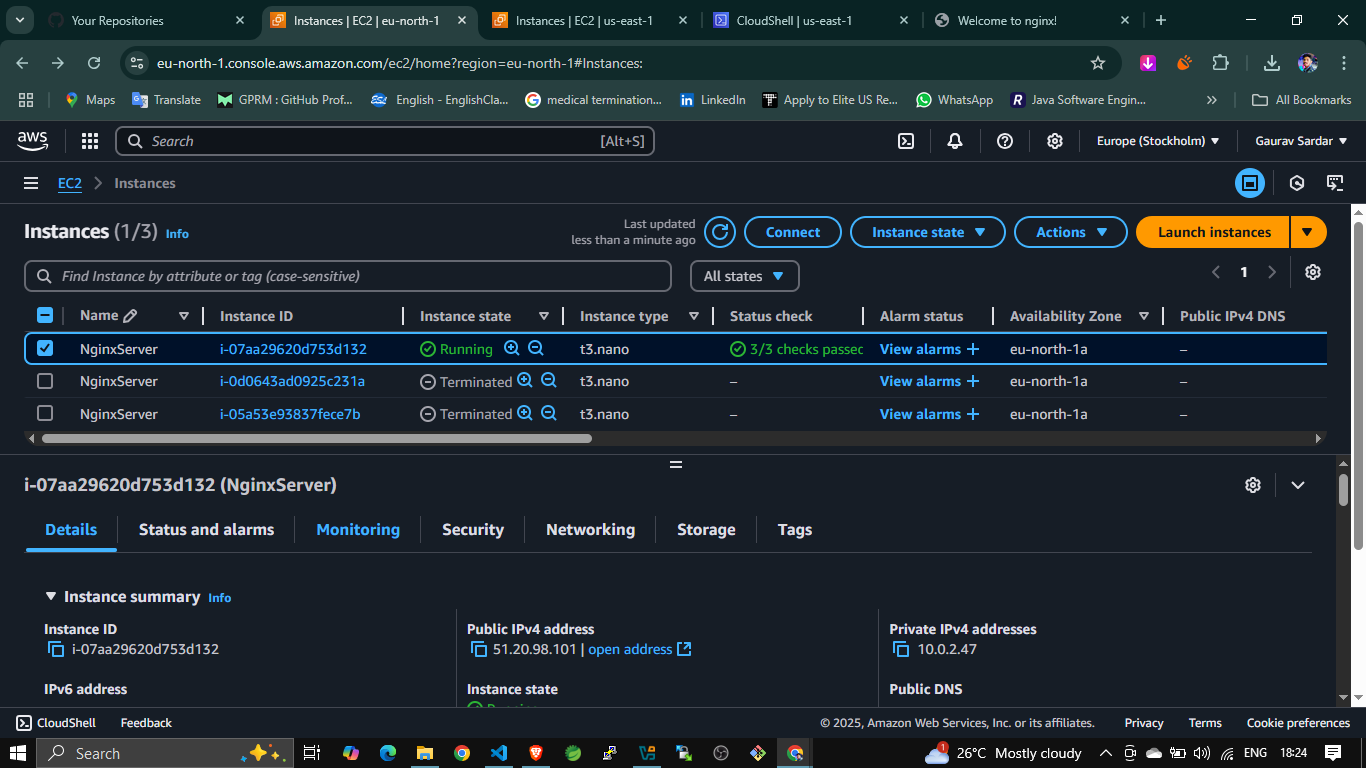 Your Repositories
Instances | EC2 | eu-north-1
Instances | EC2 | us-east-1
CloudShell | us-east-1
Welcome to nginx!
eu-north-1.console.aws.amazon.com/ec2/home?region=eu-north-1#Instances:
Maps Translate GPRM : GitHub Prof... English - EnglishCla... medical termination... LinkedIn Apply to Elite US Re... WhatsApp Java Software Engin... » All Bookmarks
aws Search [Alt+S] Europe (Stockholm) Gaurav Sardar
EC2 Instances
Instances (1/3) Info
Last updated
less than a minute ago
Connect Instance state Actions Launch instances
Find Instance by attribute or tag (case-sensitive) All states 1
Name Instance ID Instance state Instance type Status check Alarm status Availability Zone Public IPv4 DNS
NginxServer i-07aa29620d753d132 Running t3.nano 3/3 checks passec View alarms + eu-north-1a –
NginxServer i-0d0643ad0925c231a Terminated t3.nano – View alarms + eu-north-1a –
NginxServer i-05a53e93837fece7b Terminated t3.nano – View alarms + eu-north-1a –
i-07aa29620d753d132 (NginxServer)
Details Status and alarms Monitoring Security Networking Storage Tags
Instance summary Info
Instance ID
i-07aa29620d753d132
Public IPv4 address
51.20.98.101 | open address
Private IPv4 addresses
10.0.2.47
IPv6 address
Instance state
Public DNS
CloudShell Feedback © 2025, Amazon Web Services, Inc. or its affiliates. Privacy Terms Cookie preferences
Search 1 26°C Mostly cloudy ENG 18:24